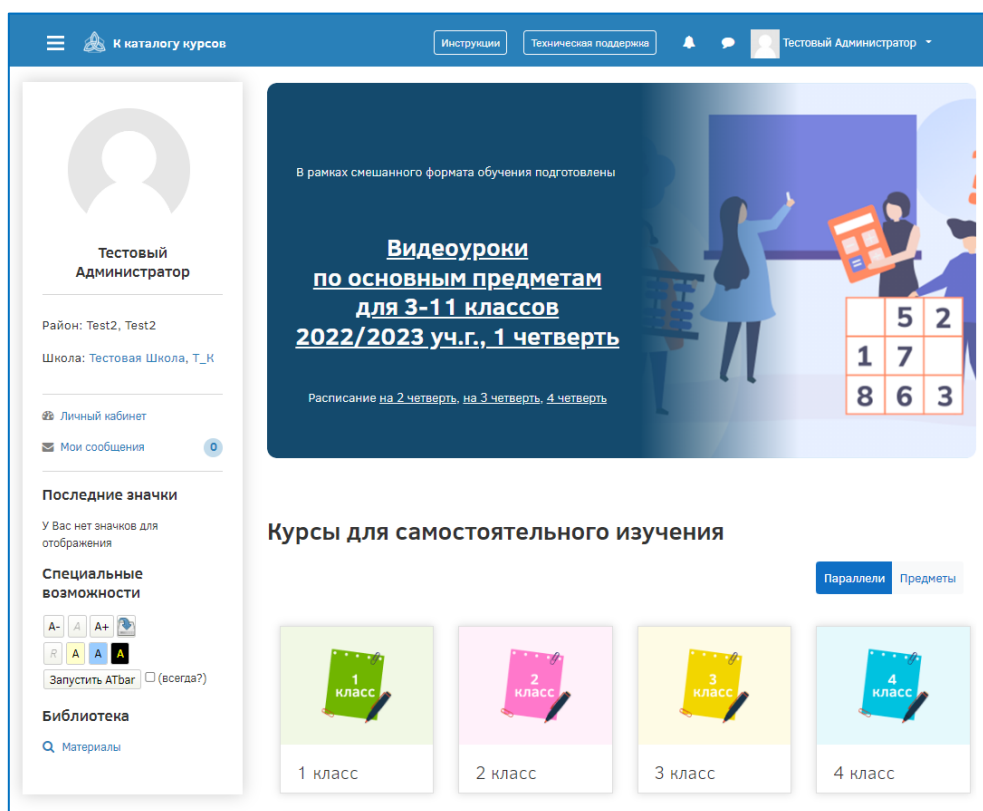 К каталогу курсов
Инструкции
Техническая поддержка
Тестовый Администратор
Тестовый
Администратор
Район: Test2, Test2
Школа: Тестовая Школа, Т_К
Личный кабинет
Мои сообщения
0
Последние значки
У Вас нет значков для
отображения
Специальные
возможности
A- A A+
R A A A
Запустить ATbar (всегда?)
Библиотека
Материалы
В рамках смешанного формата обучения подготовлены
Видеоуроки
по основным предметам
для 3-11 классов
2022/2023 уч.г., 1 четверть
Расписание на 2 четверть, на 3 четверть, 4 четверть
5 2
1 7
8 6 3
Курсы для самостоятельного изучения
Параллели
Предметы
1
класс
1 класс
2
класс
2 класс
3
класс
3 класс
4
класс
4 класс